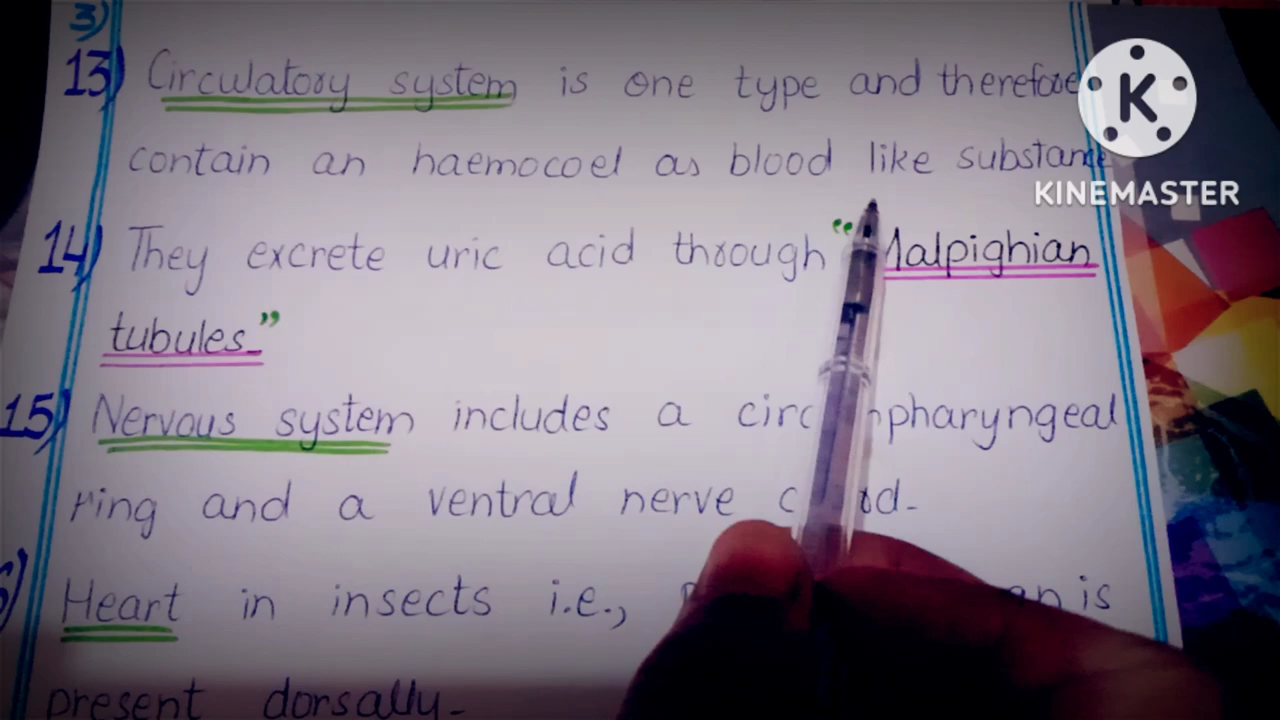 3)
13) Circulatory system is one type and therefore
contain an haemocoel as blood like substance
14) They excrete uric acid through "Malpighian
tubules."
15) Nervous system includes a pharyngeal
ring and a ventral nerve
Heart in insects i.e., is
present dorsally.
K
KINEMASTER